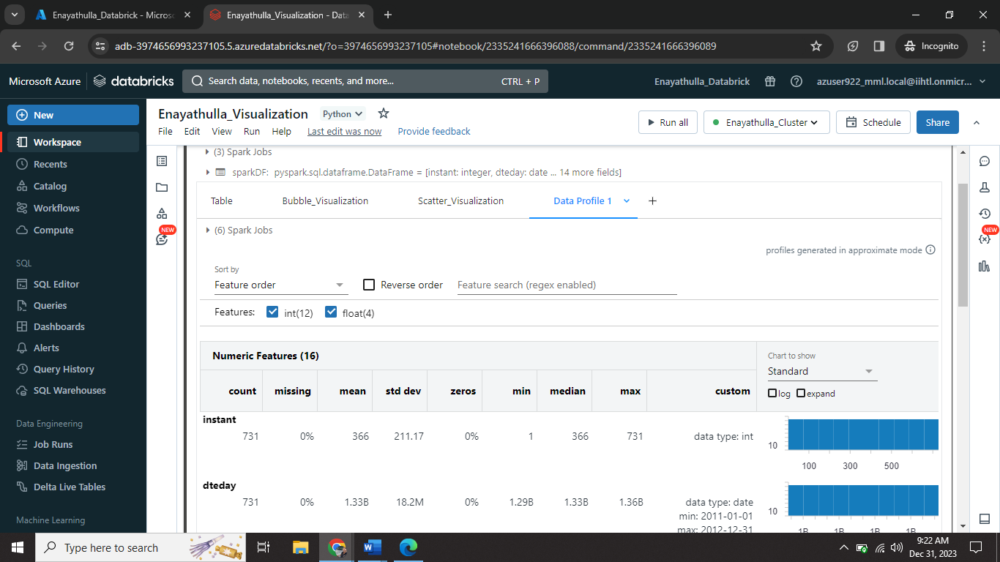 Enayathulla_Databrick - Micros
Enayathulla_Visualization - Data
adb-3974656993237105.5.azuredatabricks.net/?o=3974656993237105#notebook/2335241666396088/command/2335241666396089
Incognito
Microsoft Azure
databricks
Search data, notebooks, recents, and more...
CTRL + P
Enayathulla_Databrick
azuser922_mml.local@iihtl.onmicr...
New
Workspace
Recents
Catalog
Workflows
Compute
SQL
SQL Editor
Queries
Dashboards
Alerts
Query History
SQL Warehouses
Data Engineering
Job Runs
Data Ingestion
Delta Live Tables
Machine Learning
Enayathulla_Visualization
Python
File Edit View Run Help Last edit was now Provide feedback
Run all
Enayathulla_Cluster
Schedule
Share
NEW
NEW
(3) Spark Jobs
sparkDF: pyspark.sql.dataframe.DataFrame = [instant: integer, dteday: date ... 14 more fields]
Table Bubble_Visualization Scatter_Visualization Data Profile 1 +
(6) Spark Jobs
profiles generated in approximate mode
Sort by
Feature order
Reverse order
Feature search (regex enabled)
Features: int(12) float(4)
Numeric Features (16)
Chart to show
Standard
log expand
count missing mean std dev zeros min median max custom
instant
731 0% 366 211.17 0% 1 366 731 data type: int
10
100 300 500
dteday
731 0% 1.33B 18.2M 0% 1.29B 1.33B 1.36B data type: date
min: 2011-01-01
max: 2012-12-31
10
1B 1B 1B 1B
Type here to search
9:22 AM
Dec 31, 2023